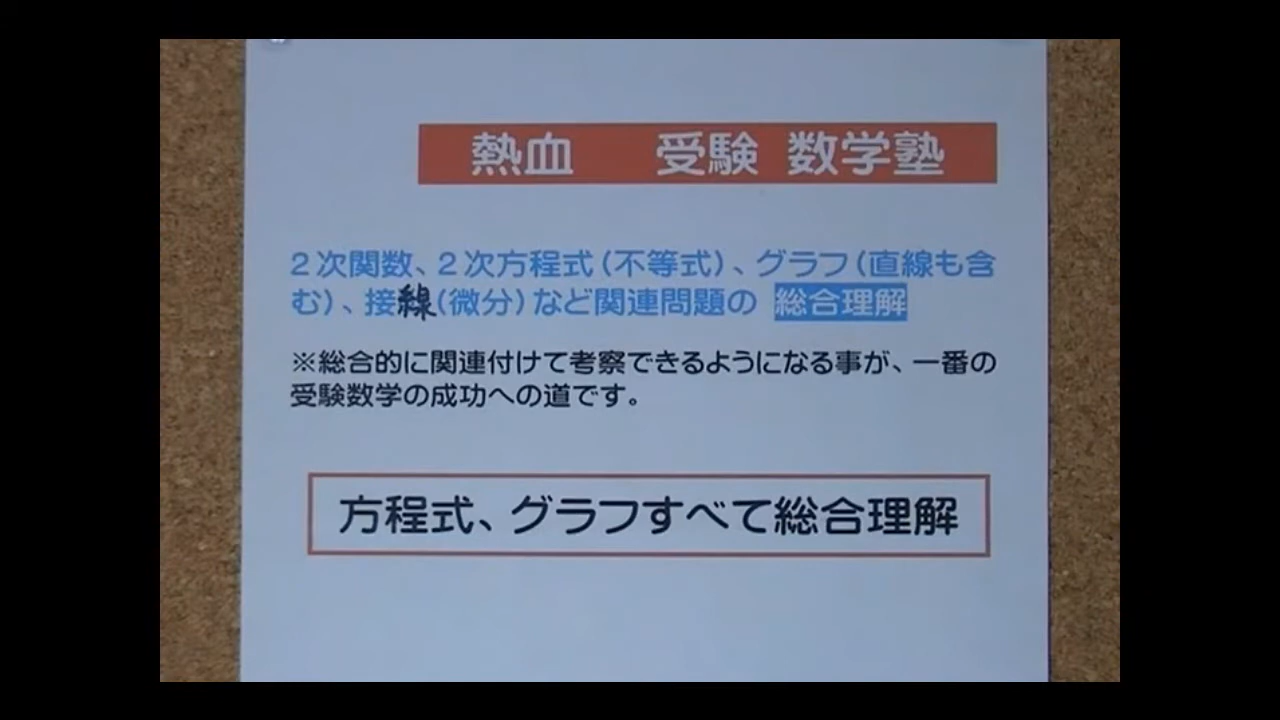 熱血　受験 数学塾
２次関数、２次方程式（不等式）、グラフ（直線も含
む）、接線（微分）など関連問題の 総合理解
※総合的に関連付けて考察できるようになる事が、一番の
受験数学の成功への道です。
方程式、グラフすべて総合理解